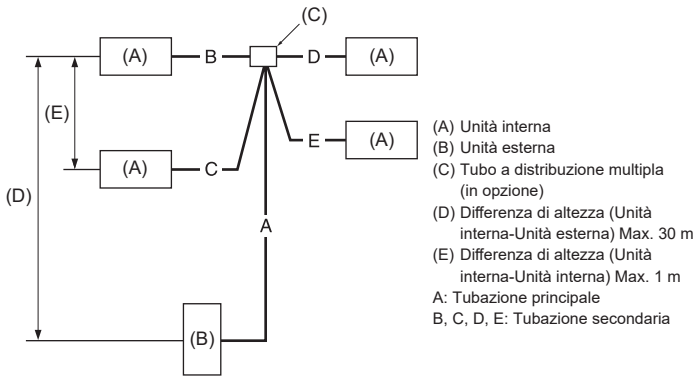 (C)
(A)
B
D
(A)
(E)
E
(A)
(A)
C
(D)
A
(B)
(A) Unità interna
(B) Unità esterna
(C) Tubo a distribuzione multipla
(in opzione)
(D) Differenza di altezza (Unità
interna-Unità esterna) Max. 30 m
(E) Differenza di altezza (Unità
interna-Unità interna) Max. 1 m
A: Tubazione principale
B, C, D, E: Tubazione secondaria